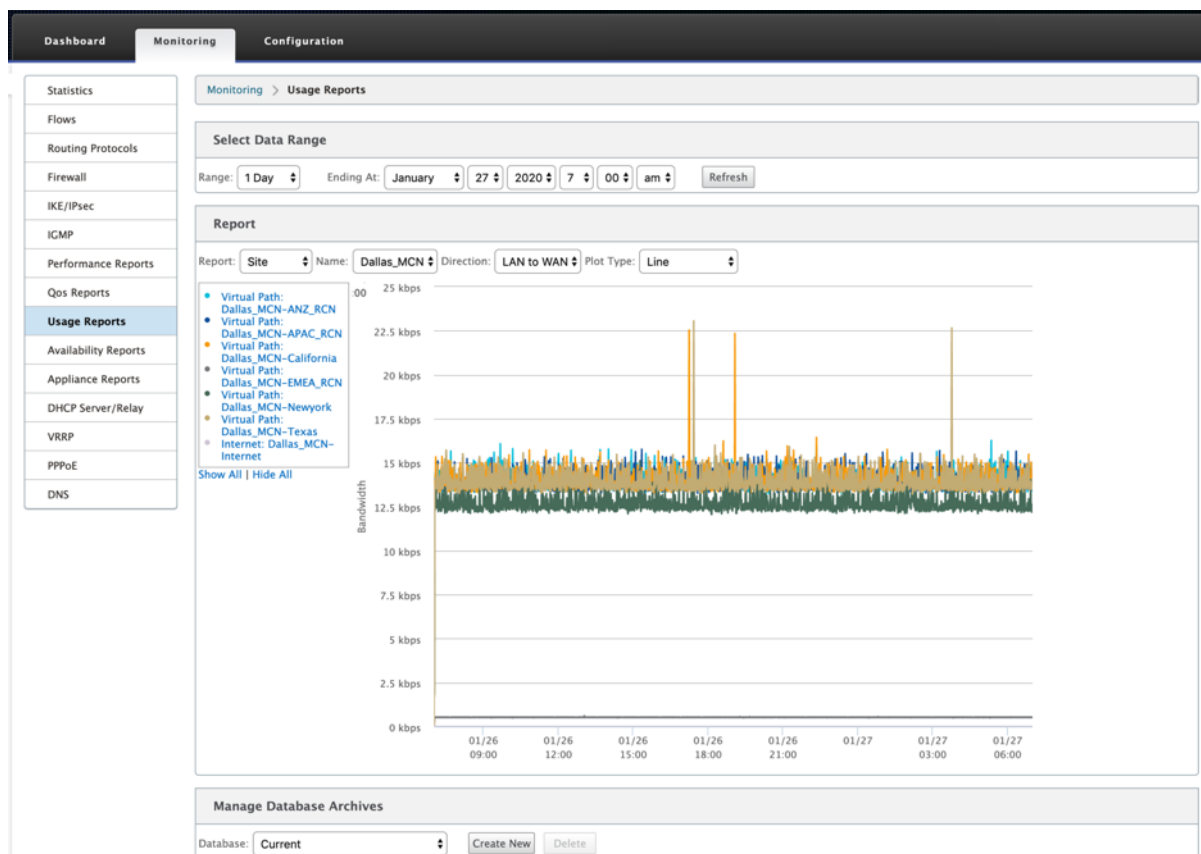 Dashboard Monitoring Configuration
Statistics
Flows
Routing Protocols
Firewall
IKE/IPsec
IGMP
Performance Reports
Qos Reports
Usage Reports
Availability Reports
Appliance Reports
DHCP Server/Relay
VRRP
PPPoE
DNS
Monitoring > Usage Reports
Select Data Range
Range: 1 Day Ending At: January 27 2020 7 00 am Refresh
Report
Report: Site Name: Dallas_MCN Direction: LAN to WAN Plot Type: Line
Virtual Path:
Dallas_MCN-ANZ_RCN
Virtual Path:
Dallas_MCN-APAC_RCN
Virtual Path:
Dallas_MCN-California
Virtual Path:
Dallas_MCN-EMEA_RCN
Virtual Path:
Dallas_MCN-Newyork
Virtual Path:
Dallas_MCN-Texas
Internet: Dallas_MCN-
Internet
Show All | Hide All
:00
Bandwidth
25 kbps
22.5 kbps
20 kbps
17.5 kbps
15 kbps
12.5 kbps
10 kbps
7.5 kbps
5 kbps
2.5 kbps
0 kbps
01/26 01/26 01/26 01/26 01/26 01/27 01/27 01/27
09:00 12:00 15:00 18:00 21:00 03:00 06:00
Manage Database Archives
Database: Current Create New Delete